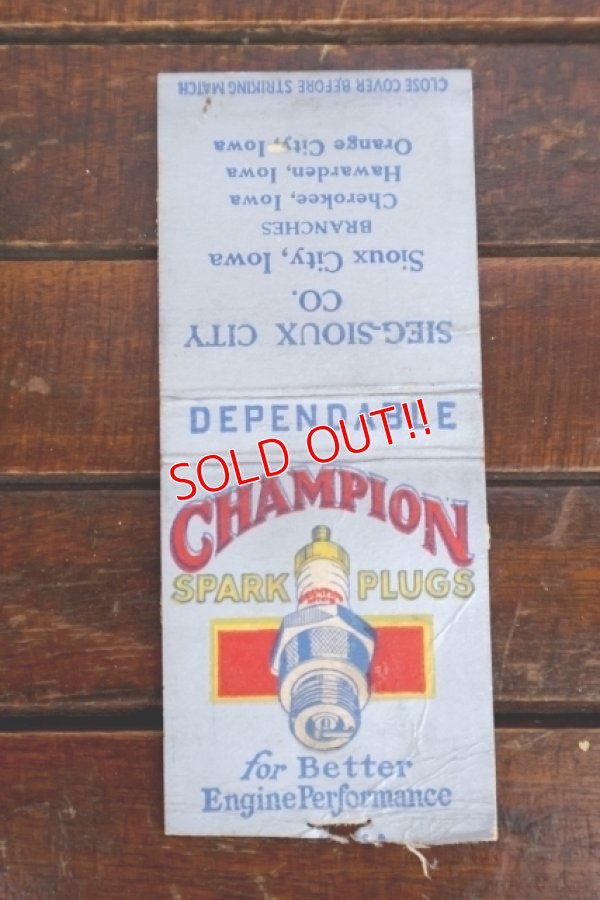 CLOSE COVER BEFORE STRIKING MATCH
SIEG-SIOUX CITY
CO.
Sioux City, Iowa
BRANCHES
Cherokee, Iowa
Hawarden, Iowa
Orange City, Iowa
DEPENDABLE
SOLD OUT!!
CHAMPION
SPARK PLUGS
for Better
Engine Performance